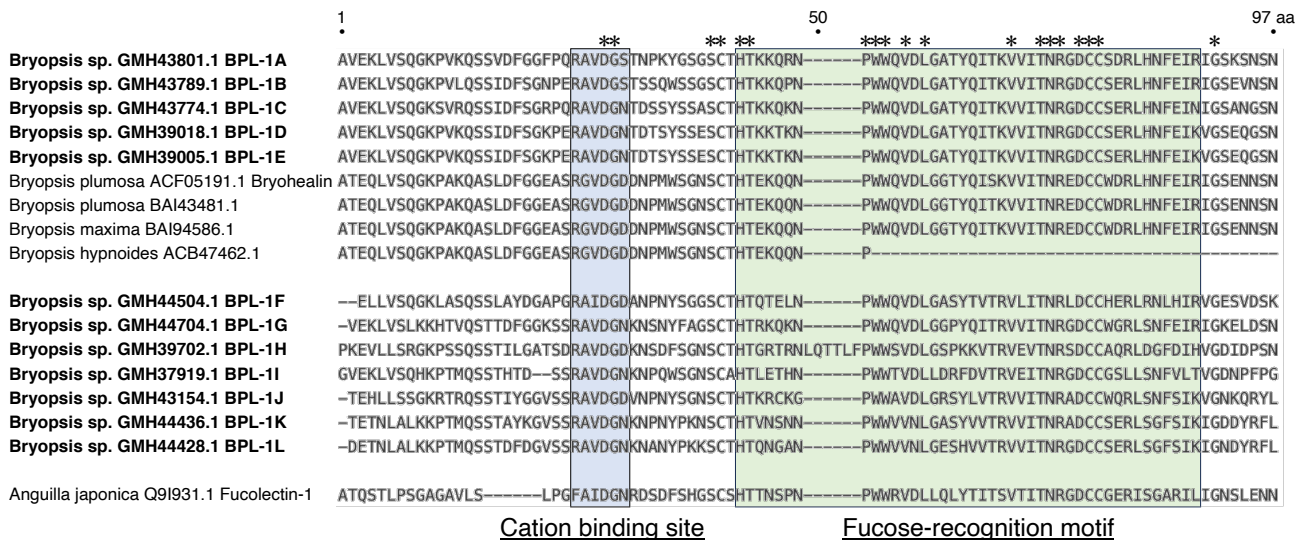 1 50 97 aa
** ** ** *** * * * *** *** *
Bryopsis sp. GMH43801.1 BPL-1A AVEKLVSQGKPVKQSSVDFGGFPQRAVDGSTNPKYGSGSCTHTKKQRN------PWWQVDLGATYQITKVVITNRGDCCSDRLHNFEIRIGSKSNSN
Bryopsis sp. GMH43789.1 BPL-1B AVEKLVSQGKPVLQSSIDFSGNPERAVDGSTSSQWSSGSCTHTKKQPN------PWWQVDLGATYQITKVVITNRGDCCSERLHNFEIRIGSEVNSN
Bryopsis sp. GMH43774.1 BPL-1C AVEKLVSQGKSVRQSSIDFSGRPQRAVDGNTDSSYSSASCTHTKKQRN------PWWQVDLGATYQITKVVITNRGDCCSERLHNFEINIGSANGSN
Bryopsis sp. GMH39018.1 BPL-1D AVEKLVSQGKPVKQSSIDFSGKPERAVDGNTDTSYSSESCTHTKKTKN------PWWQVDLGATYQITKVVITNRGDCCSERLHNFEIKVGSEQGSN
Bryopsis sp. GMH39005.1 BPL-1E AVEKLVSQGKPVKQSSIDFSGKPERAVDGNTDTSYSSESCTHTKKTKN------PWWQVDLGATYQITKVVITNRGDCCSERLHNFEIKVGSEQGSN
Bryopsis plumosa ACF05191.1 Bryohealin ATEQLVSQGKPAKQASLDFGGEASRGVDGDDNPMWSGNSCTHTEKQQN------PWWQVDLGGTYQISKVVITNREDCCWDRLHNFEIRIGSENNSN
Bryopsis plumosa BAI43481.1 ATEQLVSQGKPAKQASLDFGGEASRGVDGDDNPMWSGNSCTHTEKQQN------PWWQVDLGGTYQITKVVITNREDCCWDRLHNFEIRIGSENNSN
Bryopsis maxima BAI94586.1 ATEQLVSQGKPAKQASLDFGGEASRGVDGDDNPMWSGNSCTHTEKQQN------PWWQVDLGGTYQITKVVITNREDCCWDRLHNFEIRIGSENNSN
Bryopsis hypnoides ACB47462.1 ATEQLVSQGKPAKQASLDFGGEASRGVDGDDNPMWSGNSCTHTEKQQN------P------------------------------------------
Bryopsis sp. GMH44504.1 BPL-1F --ELLVSQGKLASQSSLAYDGAPGRAIDGDANPNYSGGSCTHTQTELN------PWWQVDLGASYTVTRVLITNRLDCCHERLRNLHIRVGESVDSK
Bryopsis sp. GMH44704.1 BPL-1G -VEKLVSLKKHTVQSTTDFGGKSSRAVDGNKNSNYFAGSCTHTRKQKN------PWWQVDLGGPYQITRVVITNRGDCCWGRLSNFEIRIGKELDSN
Bryopsis sp. GMH39702.1 BPL-1H PKEVLLSRGKPSSQSSTILGATSDRAVDGDKNSDFSGNSCTHTGRTRNLQTTLFPWWSVDLGSPKKVTRVEVTNRSDCCAQRLDGFDIHVGDIDPSN
Bryopsis sp. GMH37919.1 BPL-1I GVEKLVSQHKPTMQSSTHTD--SSRAVDGNKNPQWSGNSCAHTLETHN------PWWTVDLLDRFDVTRVEITNRGDCCGSLLSNFVLTVGDNPFPG
Bryopsis sp. GMH43154.1 BPL-1J -TEHLLSSGKRTRQSSTIYGGVSSRAVDGDVNPNYSGNSCTHTKRCKG------PWWAVDLGRSYLVTRVVITNRADCCWQRLSNFSIKVGNKQRYL
Bryopsis sp. GMH44436.1 BPL-1K -TETNLALKKPTMQSSTAYKGVSSRAVDGNKNPNYPKNSCTHTVNSNN------PWWVVNLGASYVVTRVVITNRADCCSERLSGFSIKIGDDYRFL
Bryopsis sp. GMH44428.1 BPL-1L -DETNLALKKPTMQSSTDFDGVSSRAVDGNKNANYPKKSCTHTQNGAN------PWWVVNLGESHVVTRVVITNRGDCCSERLSGFSIKIGNDYRFL
Anguilla japonica Q9I931.1 Fucolectin-1 ATQSTLPSGAGAVLS------LPGFAIDGNRDSDFSHGSCSHTTNSPN------PWWRVDLLQLYTITSVTITNRGDCCGERISGARILIGNSLENN
Cation binding site Fucose-recognition motif